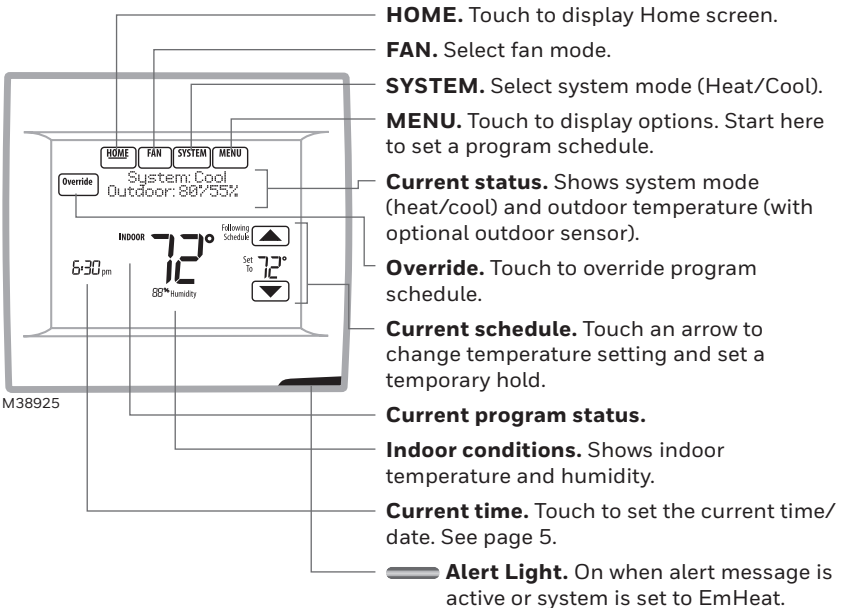 HOME. Touch to display Home screen.
FAN. Select fan mode.
SYSTEM. Select system mode (Heat/Cool).
MENU. Touch to display options. Start here
to set a program schedule.
Current status. Shows system mode
(heat/cool) and outdoor temperature (with
optional outdoor sensor).
Override. Touch to override program
schedule.
Current schedule. Touch an arrow to
change temperature setting and set a
temporary hold.
Current program status.
Indoor conditions. Shows indoor
temperature and humidity.
Current time. Touch to set the current time/
date. See page 5.
Alert Light. On when alert message is
active or system is set to EmHeat.
HOME FAN SYSTEM MENU
Override
System: Cool
Outdoor: 80°/55%
INDOOR 72°
Following
Schedule
Set
To 72°
6:30 pm
88% Humidity
M38925